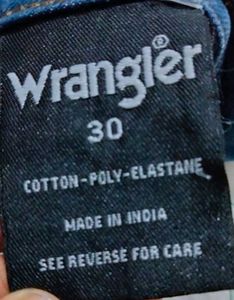 Wrangler
30
COTTON-POLY-ELASTANE
MADE IN INDIA
SEE REVERSE FOR CARE